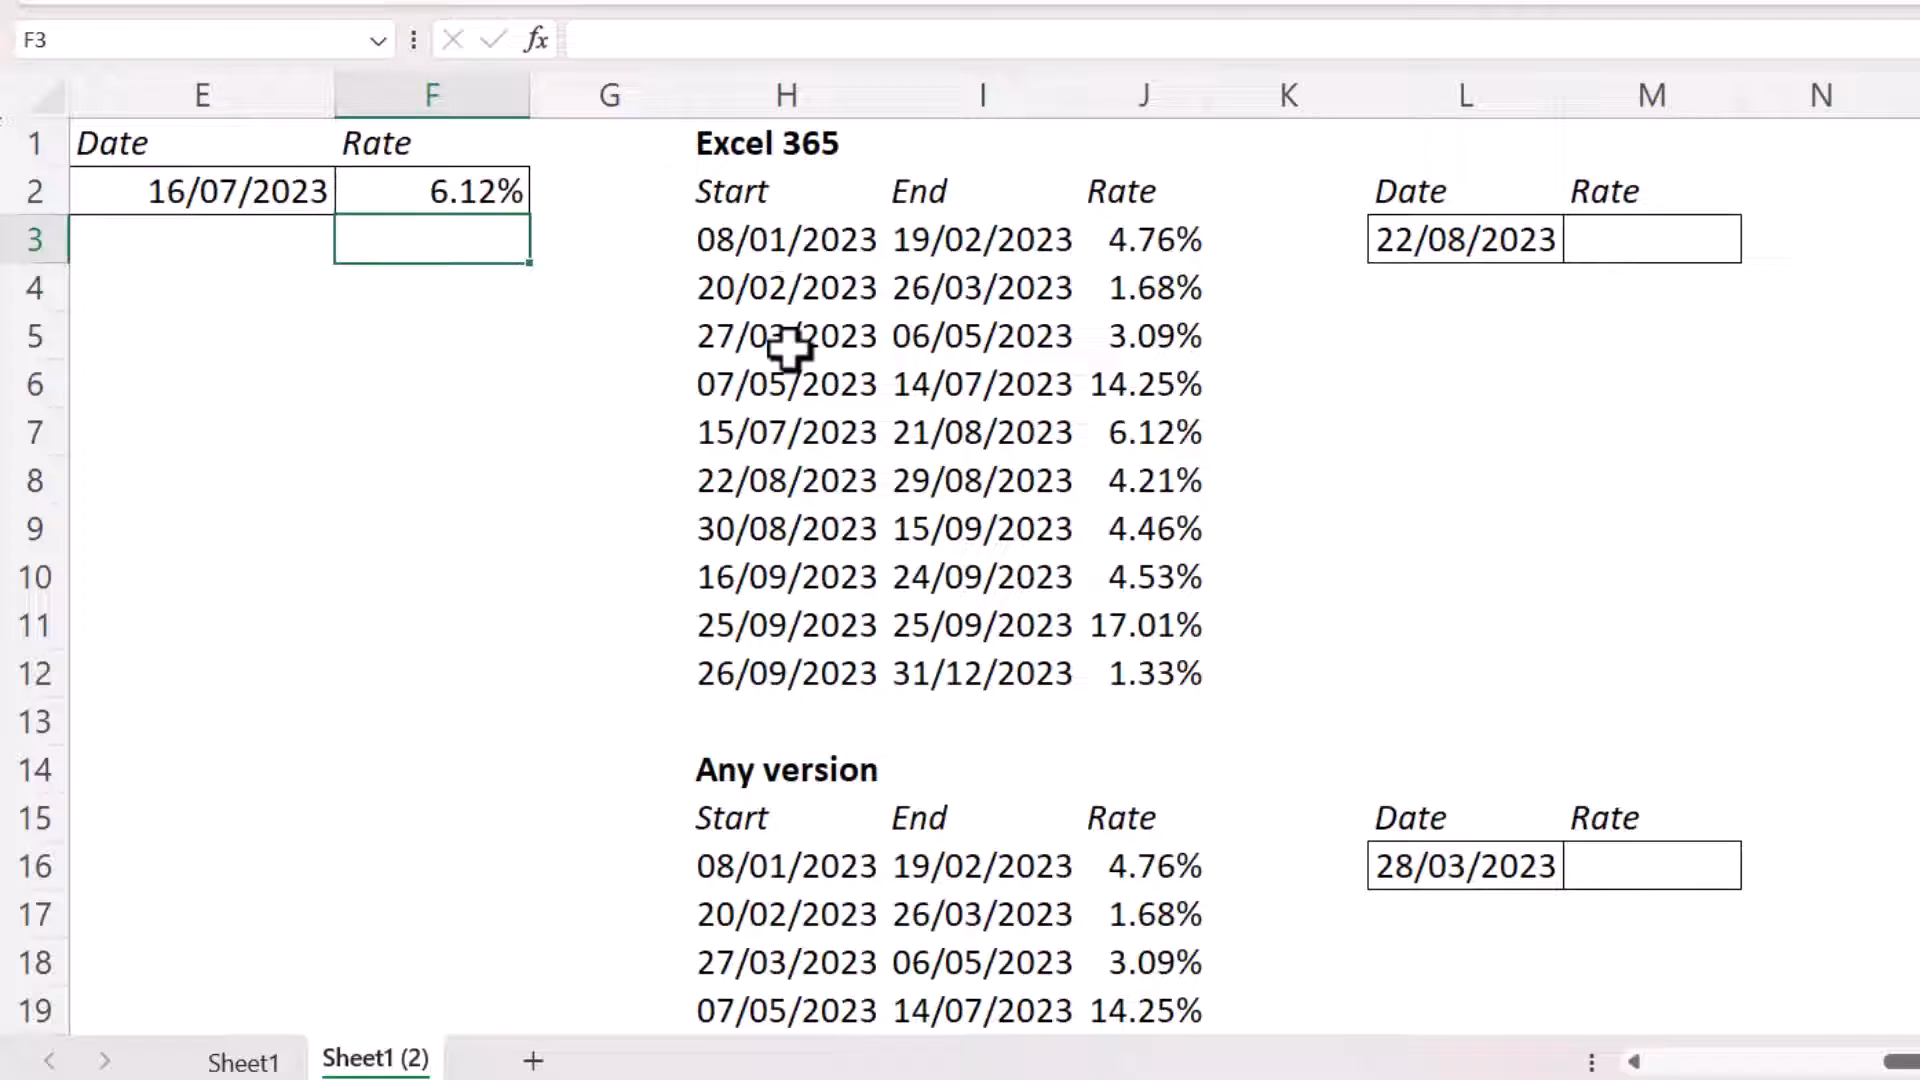 F3 fx
E F G H I J K L M N
1 Date Rate Excel 365
2 16/07/2023 6.12% Start End Rate Date Rate
3 08/01/2023 19/02/2023 4.76% 22/08/2023
4 20/02/2023 26/03/2023 1.68%
5 27/03/2023 06/05/2023 3.09%
6 07/05/2023 14/07/2023 14.25%
7 15/07/2023 21/08/2023 6.12%
8 22/08/2023 29/08/2023 4.21%
9 30/08/2023 15/09/2023 4.46%
10 16/09/2023 24/09/2023 4.53%
11 25/09/2023 25/09/2023 17.01%
12 26/09/2023 31/12/2023 1.33%
13
14 Any version
15 Start End Rate Date Rate
16 08/01/2023 19/02/2023 4.76% 28/03/2023
17 20/02/2023 26/03/2023 1.68%
18 27/03/2023 06/05/2023 3.09%
19 07/05/2023 14/07/2023 14.25%
Sheet1 Sheet1 (2)